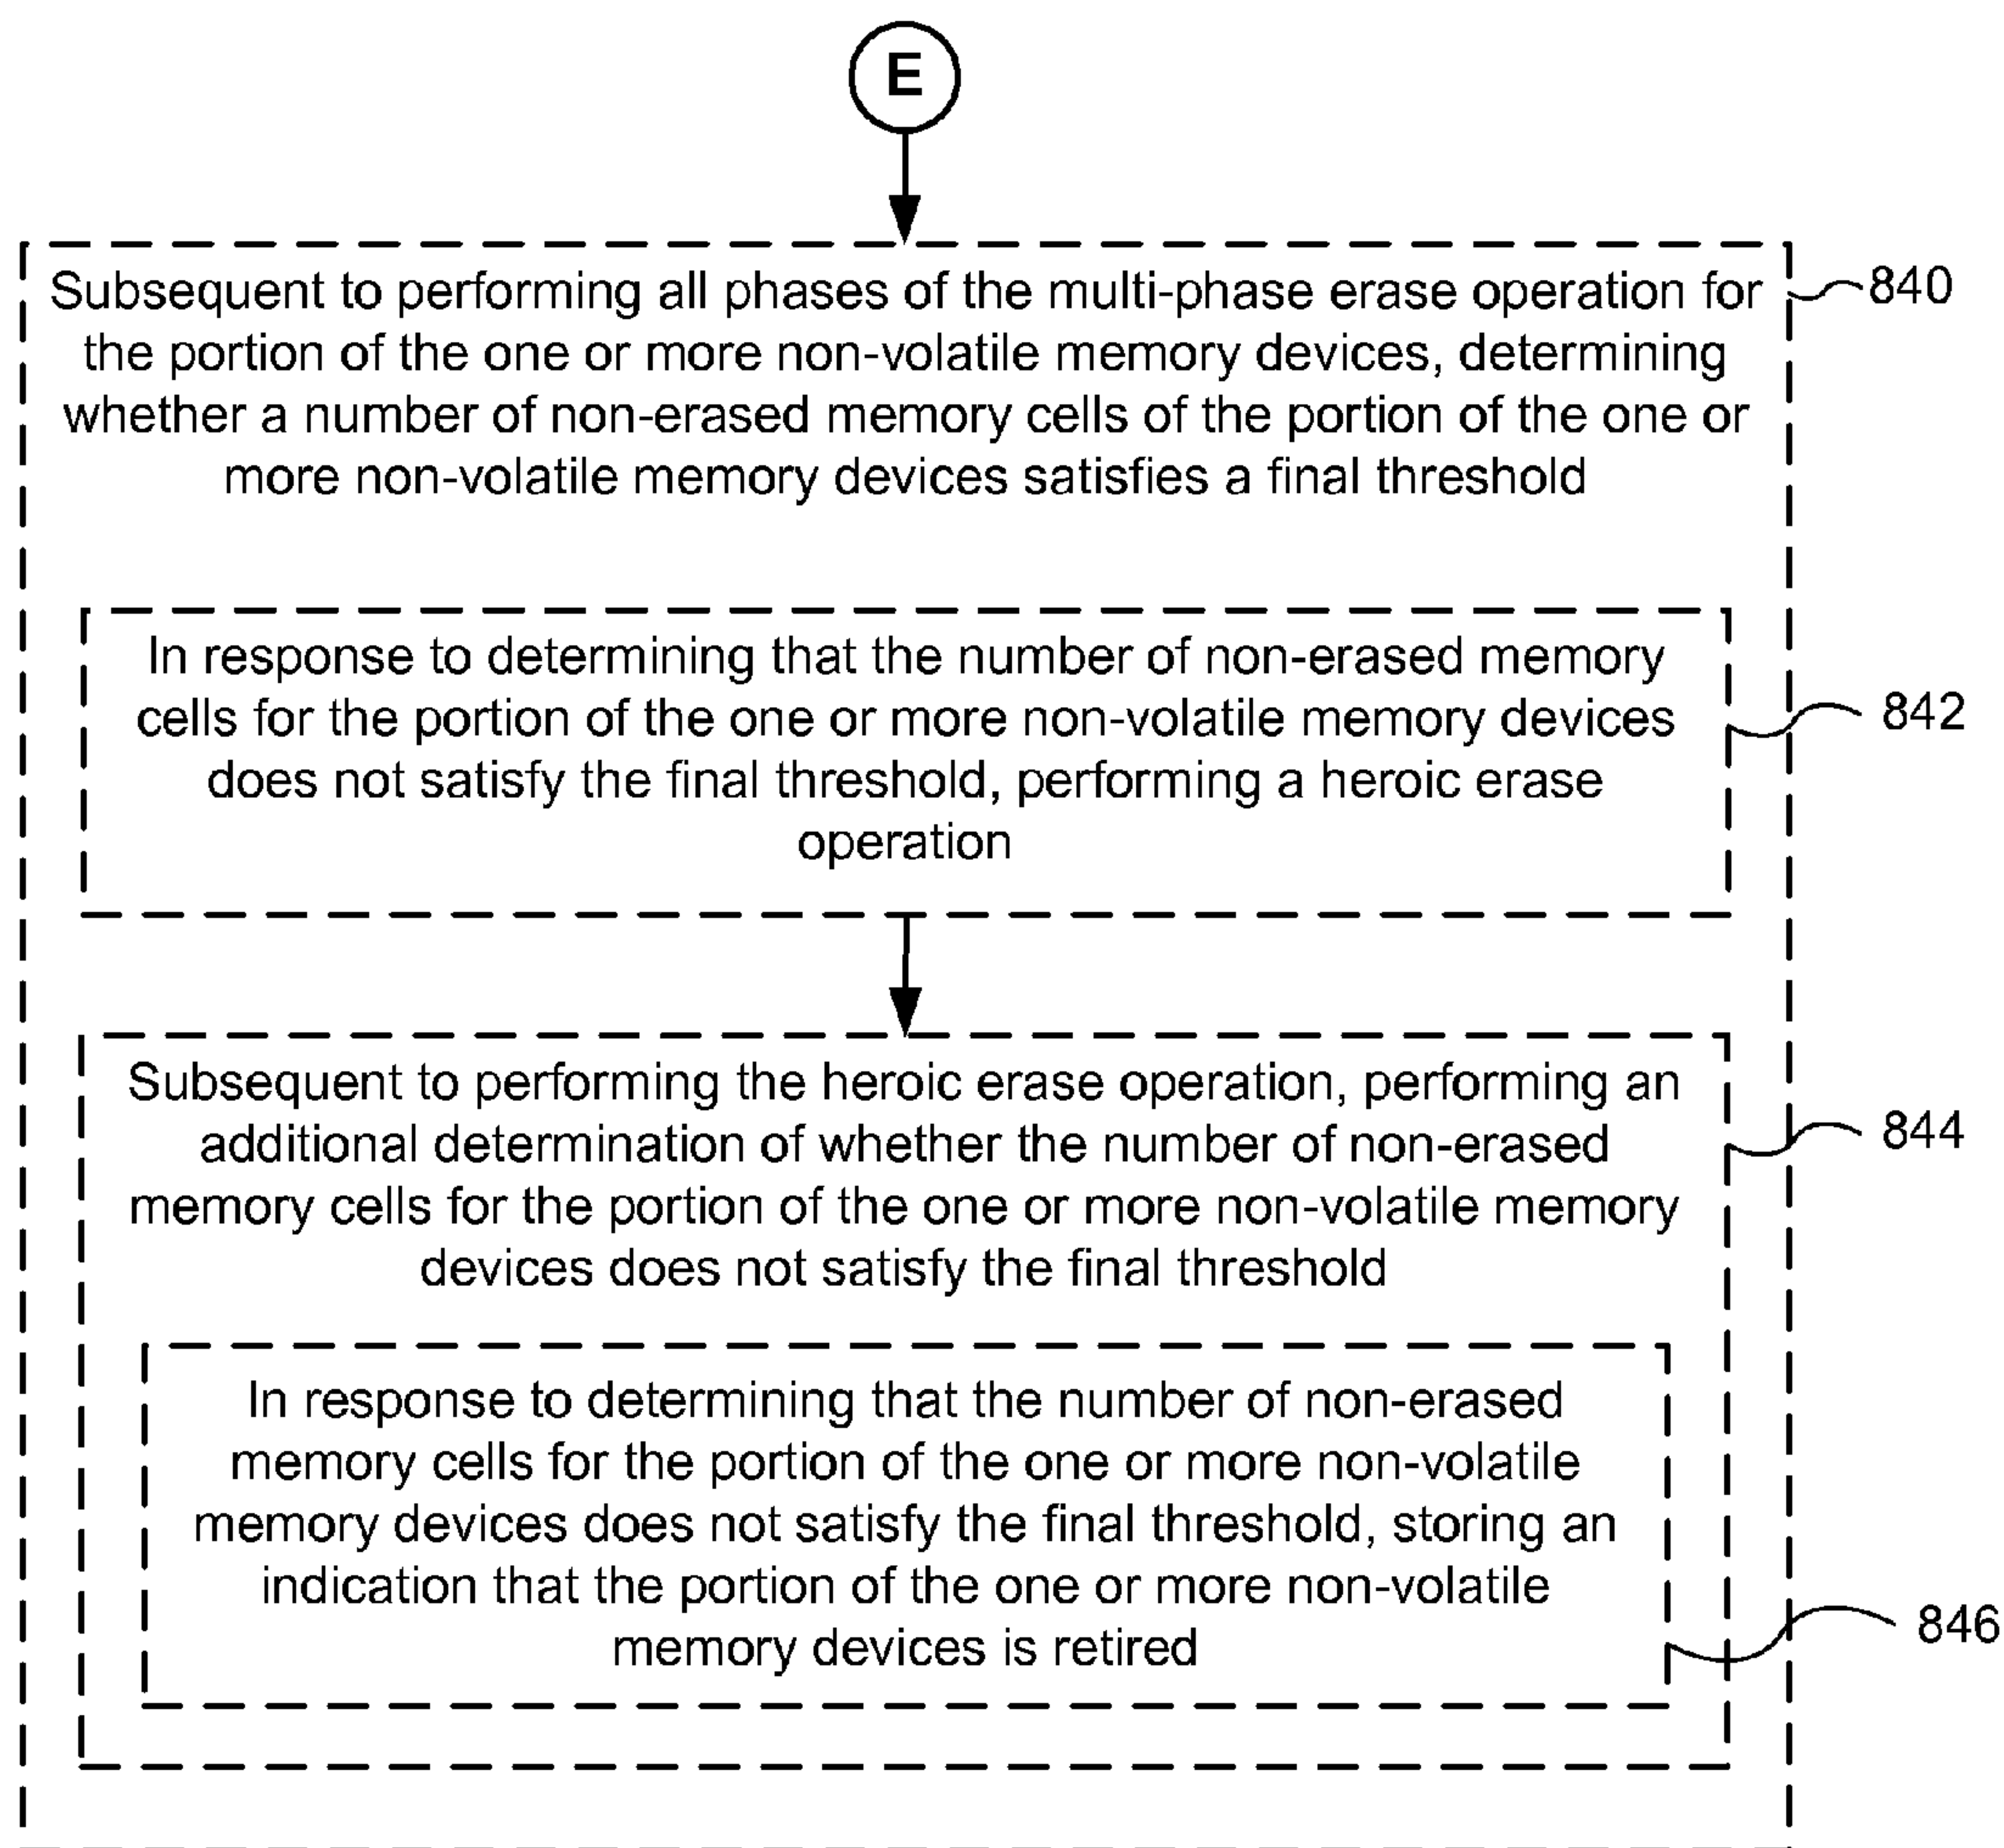 E
Subsequent to performing all phases of the multi-phase erase operation for
the portion of the one or more non-volatile memory devices, determining
whether a number of non-erased memory cells of the portion of the one or
more non-volatile memory devices satisfies a final threshold
840
In response to determining that the number of non-erased memory
cells for the portion of the one or more non-volatile memory devices
does not satisfy the final threshold, performing a heroic erase
operation
842
Subsequent to performing the heroic erase operation, performing an
additional determination of whether the number of non-erased
memory cells for the portion of the one or more non-volatile memory
devices does not satisfy the final threshold
844
In response to determining that the number of non-erased
memory cells for the portion of the one or more non-volatile
memory devices does not satisfy the final threshold, storing an
indication that the portion of the one or more non-volatile
memory devices is retired
846